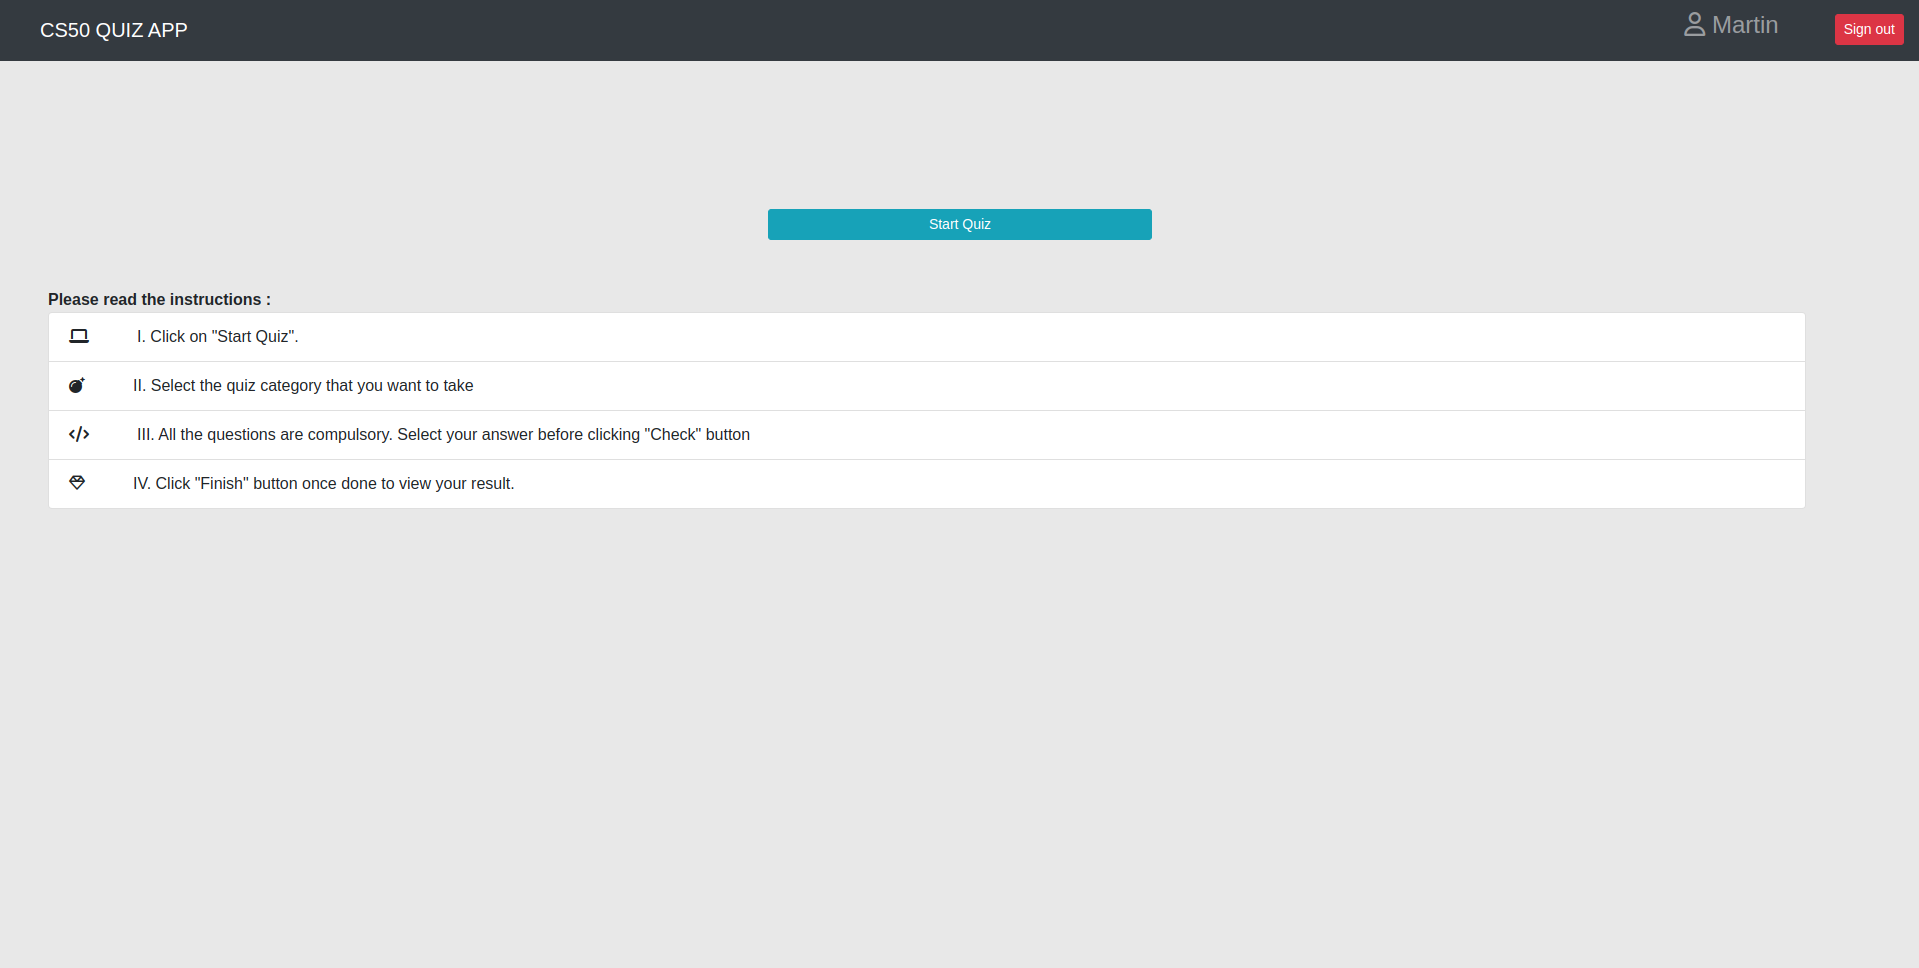 CS50 QUIZ APP
Martin
Sign out
Start Quiz
Please read the instructions :
I. Click on "Start Quiz".
II. Select the quiz category that you want to take
III. All the questions are compulsory. Select your answer before clicking "Check" button
IV. Click "Finish" button once done to view your result.